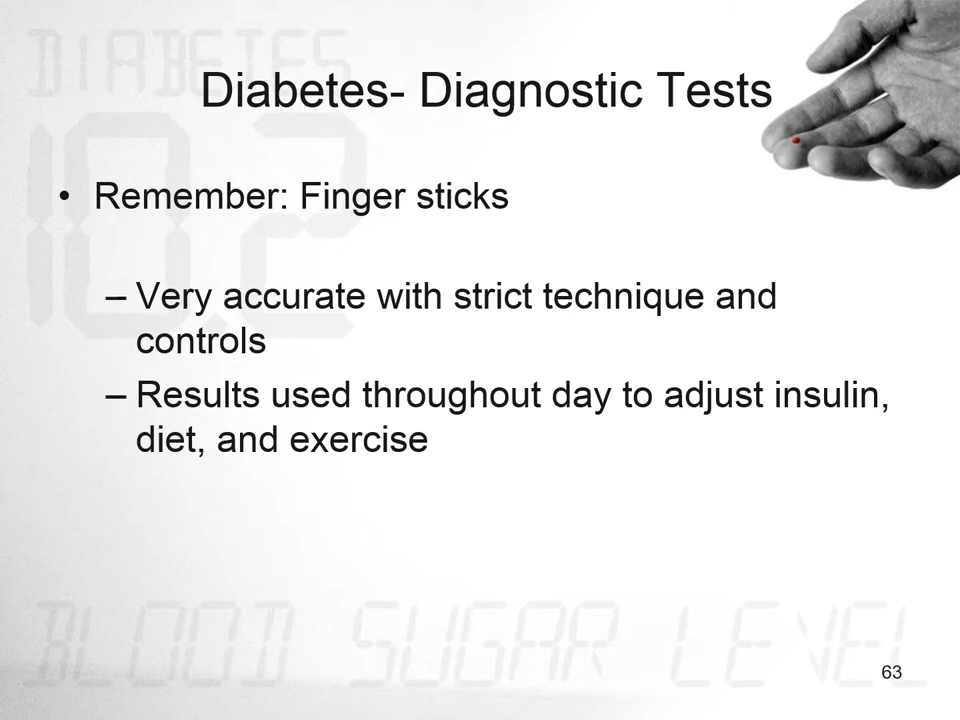 DIABETES
10.2
Diabetes- Diagnostic Tests
• Remember: Finger sticks
– Very accurate with strict technique and
controls
– Results used throughout day to adjust insulin,
diet, and exercise
BLOOD SUGAR LEVEL
63